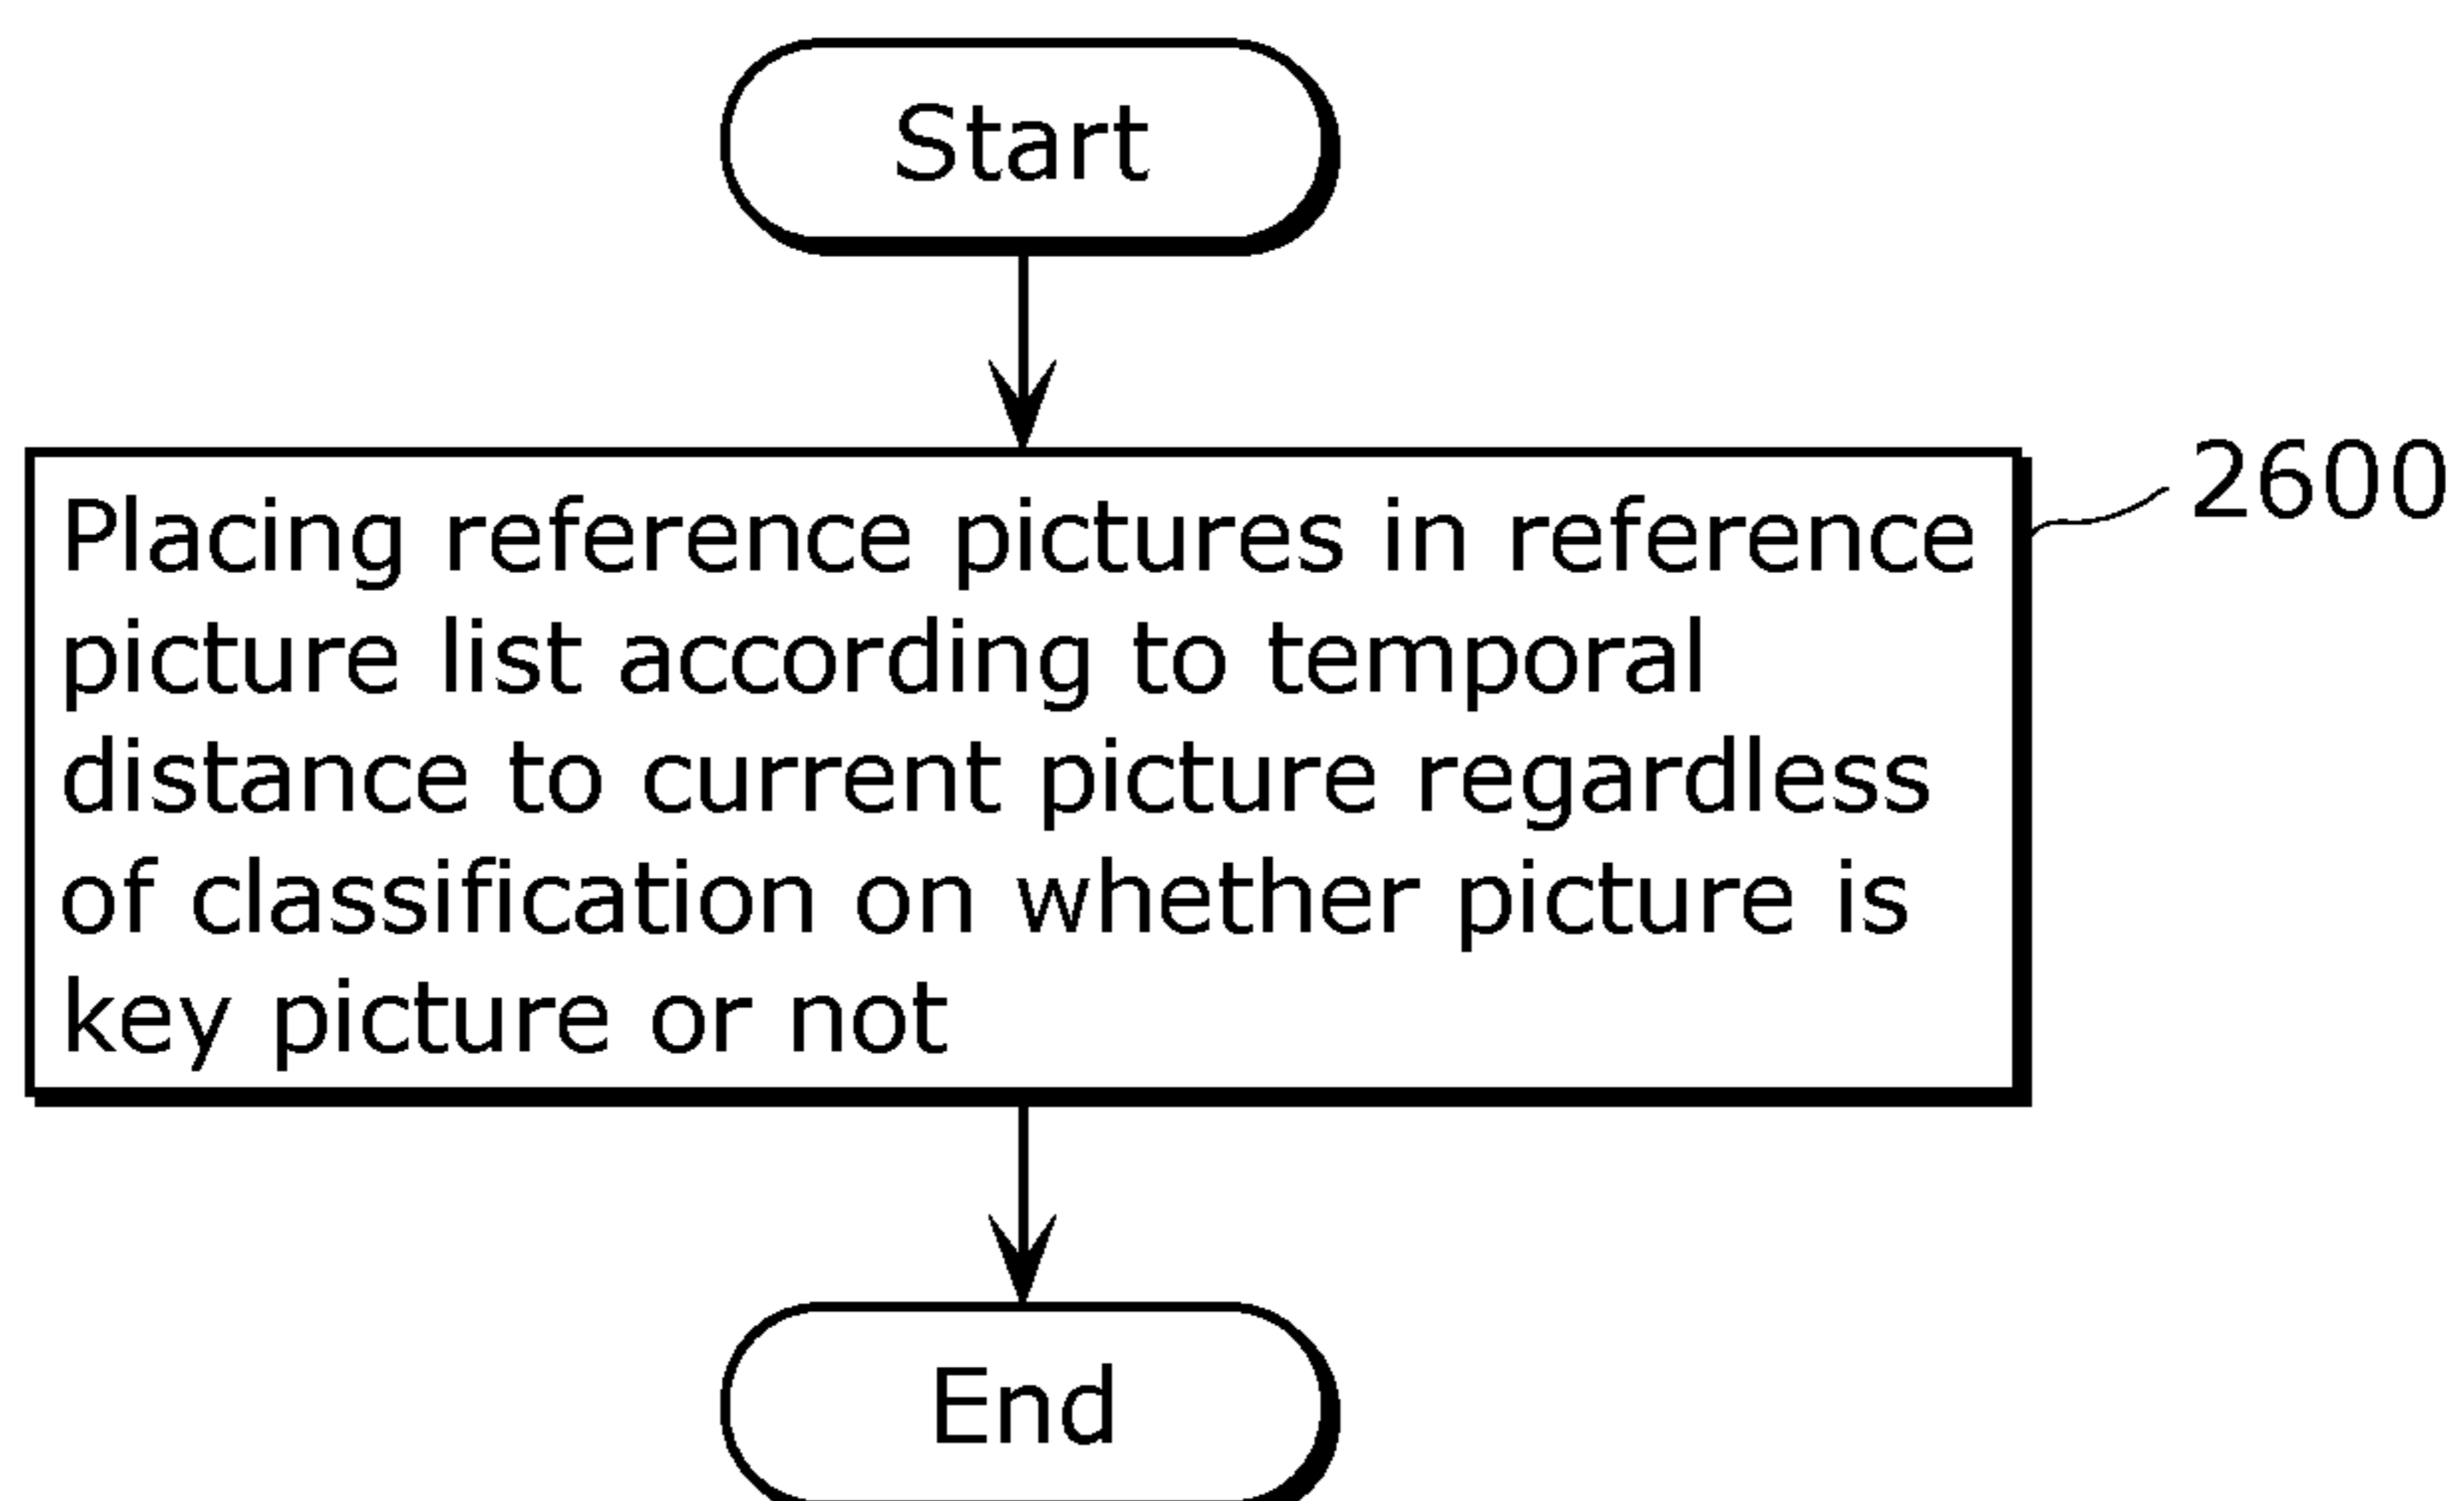 Start
Placing reference pictures in reference
picture list according to temporal
distance to current picture regardless
of classification on whether picture is
key picture or not
2600
End